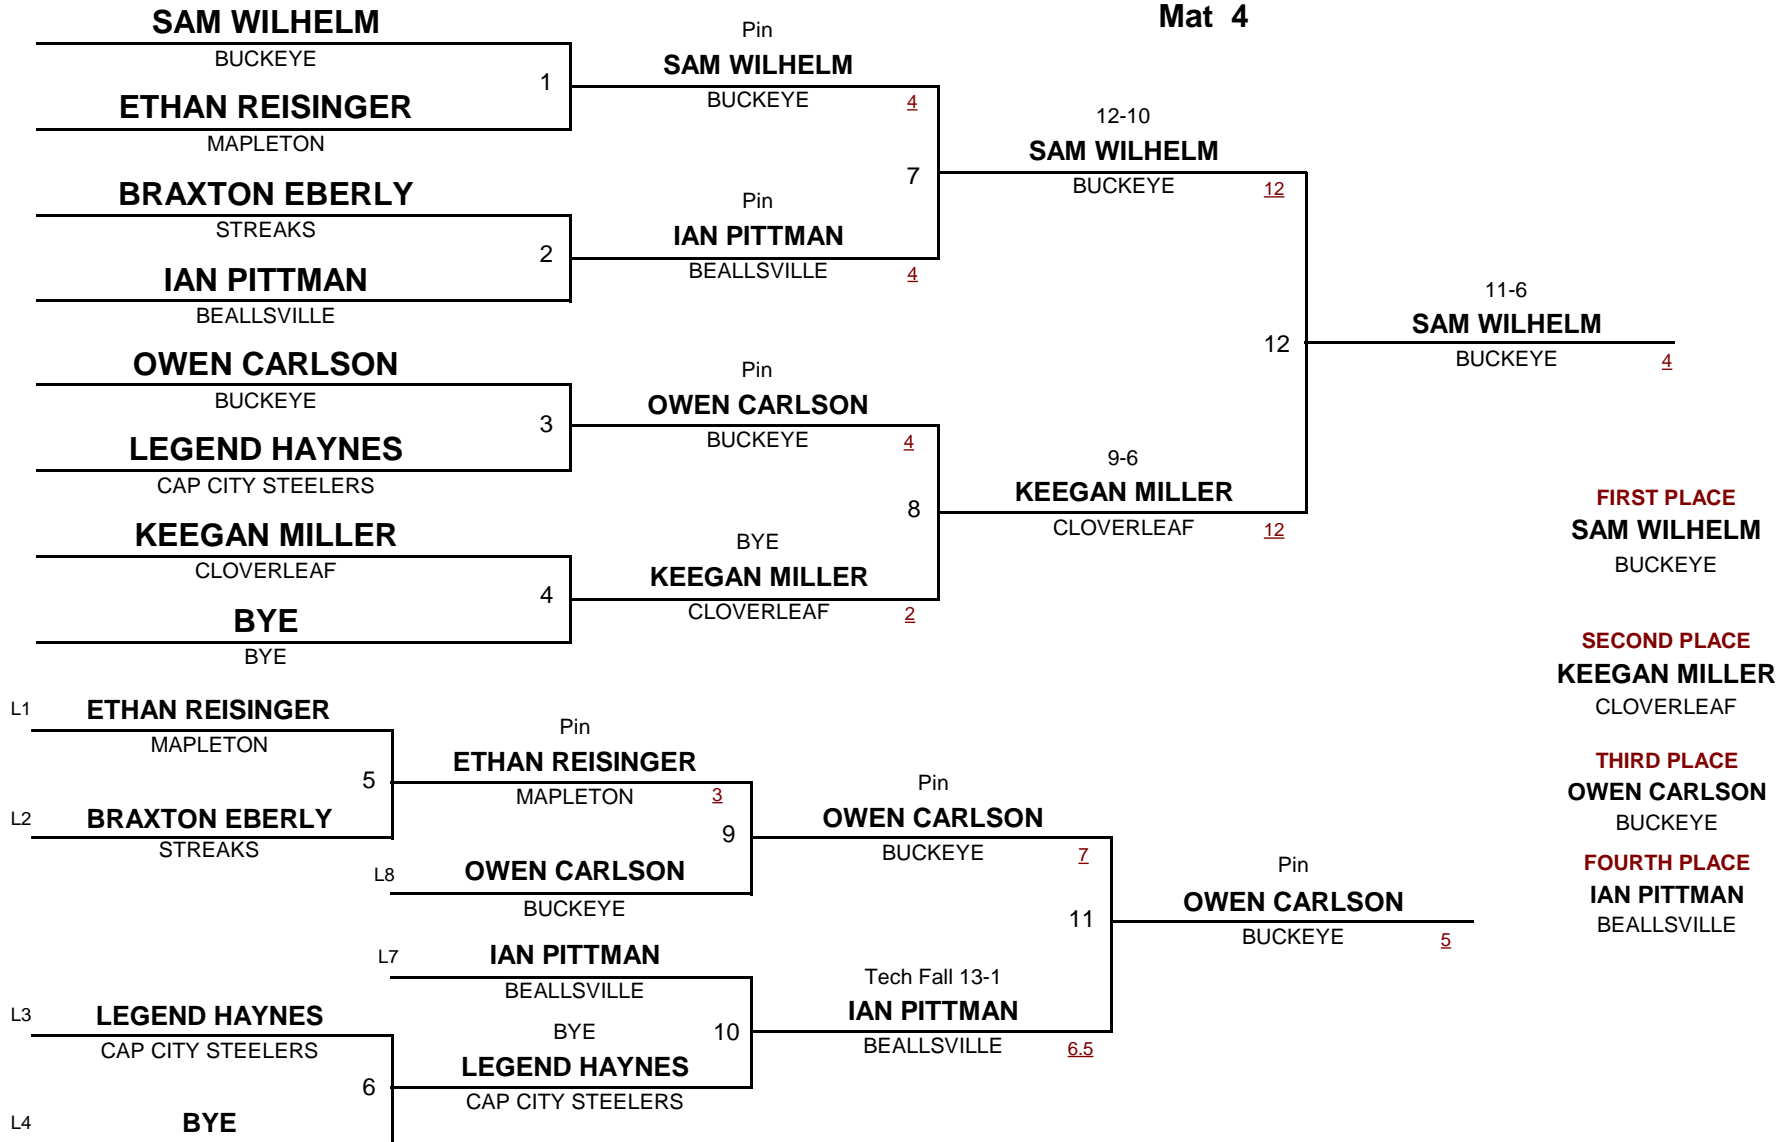 Mat 4
SAM WILHELM
BUCKEYE
1
ETHAN REISINGER
MAPLETON
BRAXTON EBERLY
STREAKS
2
IAN PITTMAN
BEALLSVILLE
OWEN CARLSON
BUCKEYE
3
LEGEND HAYNES
CAP CITY STEELERS
KEEGAN MILLER
CLOVERLEAF
4
BYE
BYE
Pin
SAM WILHELM
BUCKEYE 4
7
Pin
IAN PITTMAN
BEALLSVILLE 4
Pin
OWEN CARLSON
BUCKEYE 4
8
BYE
KEEGAN MILLER
CLOVERLEAF 2
12-10
SAM WILHELM
BUCKEYE 12
12
9-6
KEEGAN MILLER
CLOVERLEAF 12
11-6
SAM WILHELM
BUCKEYE 4
FIRST PLACE
SAM WILHELM
BUCKEYE
SECOND PLACE
KEEGAN MILLER
CLOVERLEAF
THIRD PLACE
OWEN CARLSON
BUCKEYE
FOURTH PLACE
IAN PITTMAN
BEALLSVILLE
L1 ETHAN REISINGER
MAPLETON
5
L2 BRAXTON EBERLY
STREAKS
Pin
ETHAN REISINGER
MAPLETON 3
9
L8 OWEN CARLSON
BUCKEYE
L7 IAN PITTMAN
BEALLSVILLE
L3 LEGEND HAYNES
CAP CITY STEELERS
6
L4 BYE
BYE
10
LEGEND HAYNES
CAP CITY STEELERS
Pin
OWEN CARLSON
BUCKEYE 7
11
Tech Fall 13-1
IAN PITTMAN
BEALLSVILLE 6.5
Pin
OWEN CARLSON
BUCKEYE 5